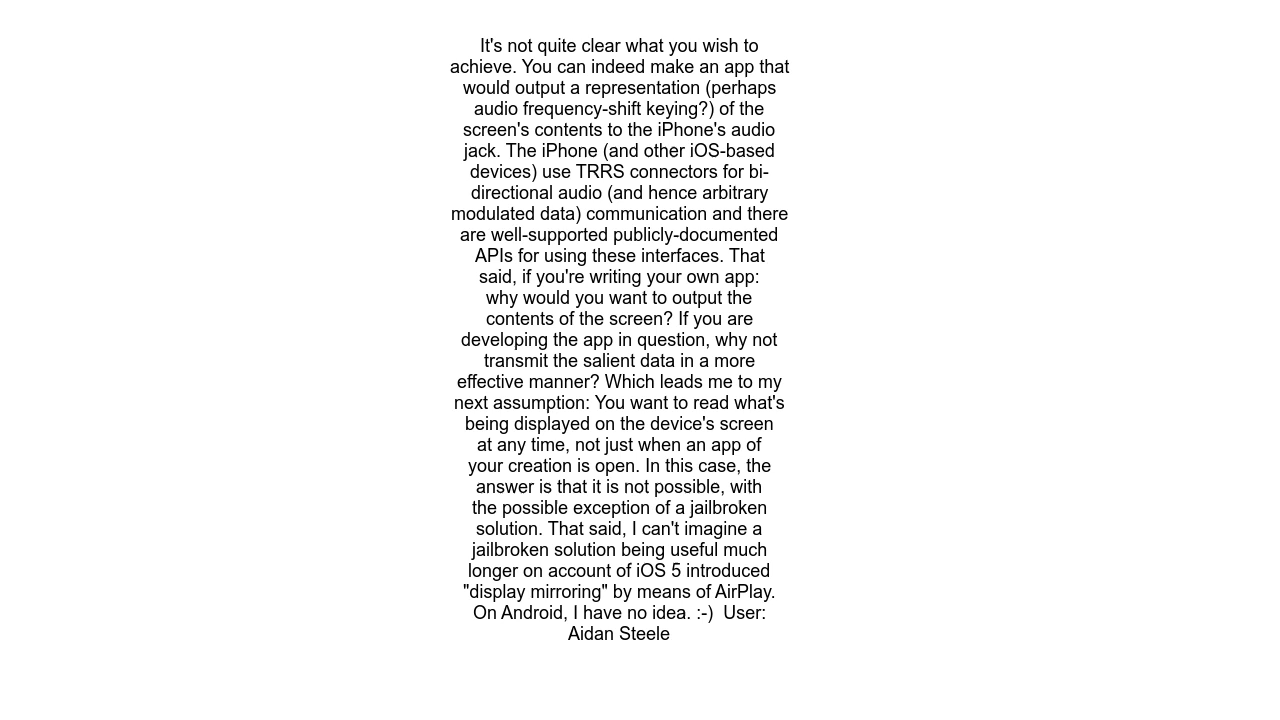 It's not quite clear what you wish to
achieve. You can indeed make an app that
would output a representation (perhaps
audio frequency-shift keying?) of the
screen's contents to the iPhone's audio
jack. The iPhone (and other iOS-based
devices) use TRRS connectors for bi-
directional audio (and hence arbitrary
modulated data) communication and there
are well-supported publicly-documented
APIs for using these interfaces. That
said, if you're writing your own app:
why would you want to output the
contents of the screen? If you are
developing the app in question, why not
transmit the salient data in a more
effective manner? Which leads me to my
next assumption: You want to read what's
being displayed on the device's screen
at any time, not just when an app of
your creation is open. In this case, the
answer is that it is not possible, with
the possible exception of a jailbroken
solution. That said, I can't imagine a
jailbroken solution being useful much
longer on account of iOS 5 introduced
"display mirroring" by means of AirPlay.
On Android, I have no idea. :-)  User:
Aidan Steele